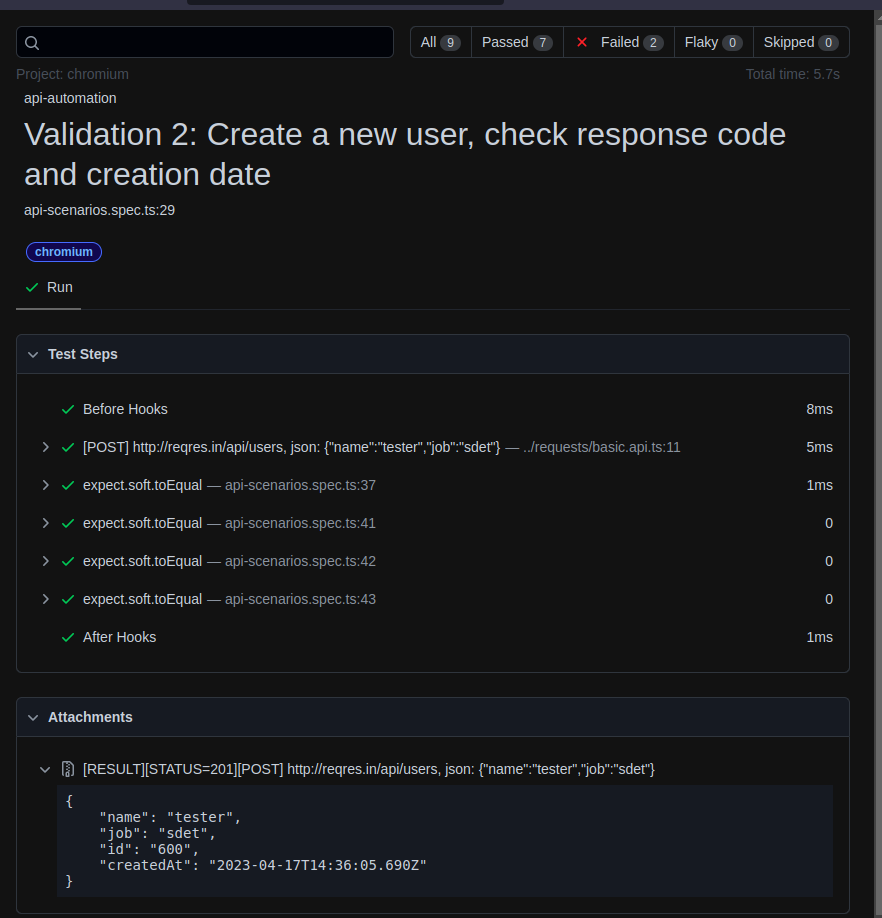 All 9 Passed 7 Failed 2 Flaky 0 Skipped 0
Project: chromium Total time: 5.7s
api-automation
Validation 2: Create a new user, check response code
and creation date
api-scenarios.spec.ts:29
chromium
Run
Test Steps
Before Hooks 8ms
[POST] http://reqres.in/api/users, json: {"name":"tester","job":"sdet"} — ../requests/basic.api.ts:11 5ms
expect.soft.toEqual — api-scenarios.spec.ts:37 1ms
expect.soft.toEqual — api-scenarios.spec.ts:41 0
expect.soft.toEqual — api-scenarios.spec.ts:42 0
expect.soft.toEqual — api-scenarios.spec.ts:43 0
After Hooks 1ms
Attachments
[RESULT][STATUS=201][POST] http://reqres.in/api/users, json: {"name":"tester","job":"sdet"}
{
    "name": "tester",
    "job": "sdet",
    "id": "600",
    "createdAt": "2023-04-17T14:36:05.690Z"
}